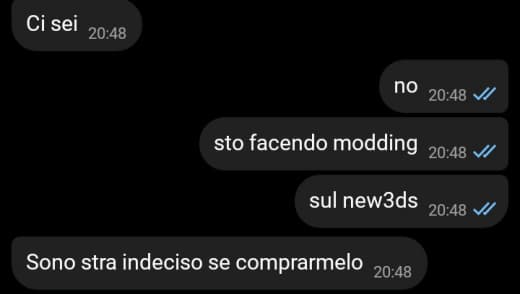 Ci sei 20:48
no 20:48
sto facendo modding 20:48
sul new3ds 20:48
Sono stra indeciso se comprarmelo 20:48